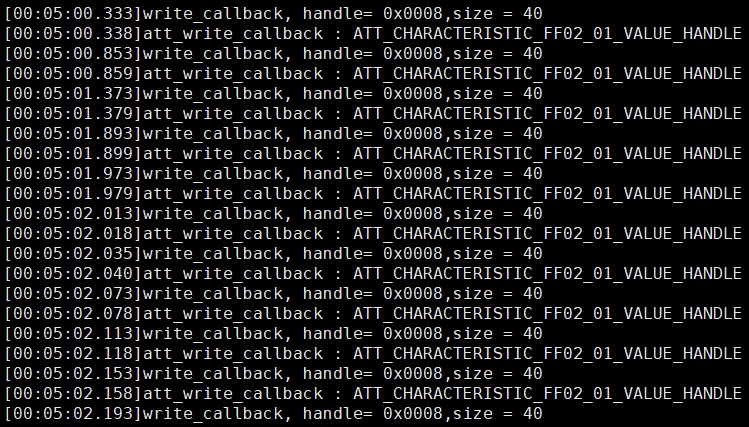 [00:05:00.333]write_callback, handle= 0x0008,size = 40
[00:05:00.338]att_write_callback : ATT_CHARACTERISTIC_FF02_01_VALUE_HANDLE
[00:05:00.853]write_callback, handle= 0x0008,size = 40
[00:05:00.859]att_write_callback : ATT_CHARACTERISTIC_FF02_01_VALUE_HANDLE
[00:05:01.373]write_callback, handle= 0x0008,size = 40
[00:05:01.379]att_write_callback : ATT_CHARACTERISTIC_FF02_01_VALUE_HANDLE
[00:05:01.893]write_callback, handle= 0x0008,size = 40
[00:05:01.899]att_write_callback : ATT_CHARACTERISTIC_FF02_01_VALUE_HANDLE
[00:05:01.973]write_callback, handle= 0x0008,size = 40
[00:05:01.979]att_write_callback : ATT_CHARACTERISTIC_FF02_01_VALUE_HANDLE
[00:05:02.013]write_callback, handle= 0x0008,size = 40
[00:05:02.018]att_write_callback : ATT_CHARACTERISTIC_FF02_01_VALUE_HANDLE
[00:05:02.035]write_callback, handle= 0x0008,size = 40
[00:05:02.040]att_write_callback : ATT_CHARACTERISTIC_FF02_01_VALUE_HANDLE
[00:05:02.073]write_callback, handle= 0x0008,size = 40
[00:05:02.078]att_write_callback : ATT_CHARACTERISTIC_FF02_01_VALUE_HANDLE
[00:05:02.113]write_callback, handle= 0x0008,size = 40
[00:05:02.118]att_write_callback : ATT_CHARACTERISTIC_FF02_01_VALUE_HANDLE
[00:05:02.153]write_callback, handle= 0x0008,size = 40
[00:05:02.158]att_write_callback : ATT_CHARACTERISTIC_FF02_01_VALUE_HANDLE
[00:05:02.193]write_callback, handle= 0x0008,size = 40